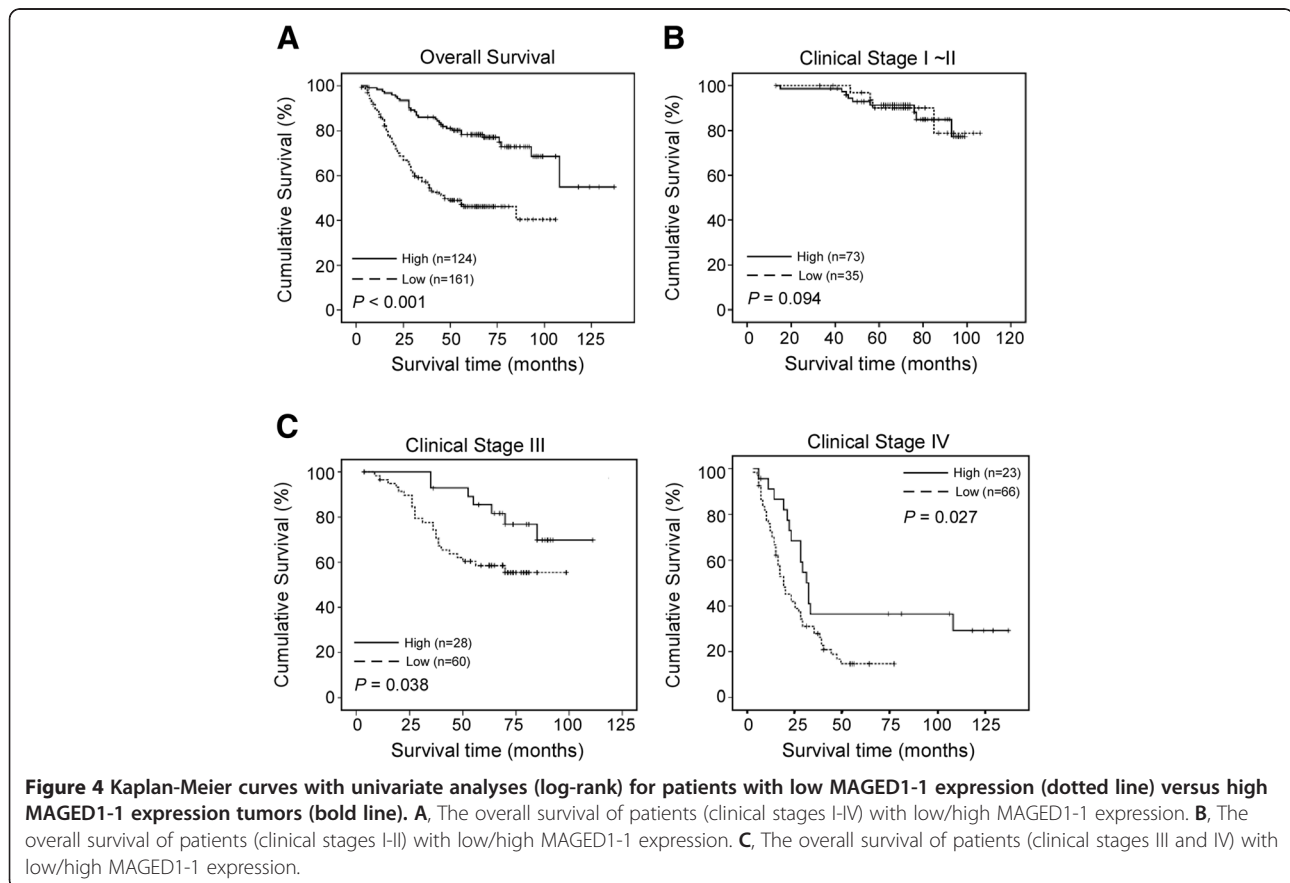 A
Overall Survival
Cumulative Survival (%)
100
80
60
40
20
0
High (n=124)
Low (n=161)
P < 0.001
0 25 50 75 100 125
Survival time (months)
B
Clinical Stage I ~II
Cumulative Survival (%)
100
80
60
40
20
0
High (n=73)
Low (n=35)
P = 0.094
0 20 40 60 80 100 120
Survival time (months)
C
Clinical Stage III
Cumulative Survival (%)
100
80
60
40
20
0
High (n=28)
Low (n=60)
P = 0.038
0 25 50 75 100 125
Survival time (months)
Clinical Stage IV
Cumulative Survival (%)
100
80
60
40
20
0
High (n=23)
Low (n=66)
P = 0.027
0 25 50 75 100 125
Survival time (months)
Figure 4 Kaplan-Meier curves with univariate analyses (log-rank) for patients with low MAGED1-1 expression (dotted line) versus high
MAGED1-1 expression tumors (bold line). A, The overall survival of patients (clinical stages I-IV) with low/high MAGED1-1 expression. B, The
overall survival of patients (clinical stages I-II) with low/high MAGED1-1 expression. C, The overall survival of patients (clinical stages III and IV) with
low/high MAGED1-1 expression.